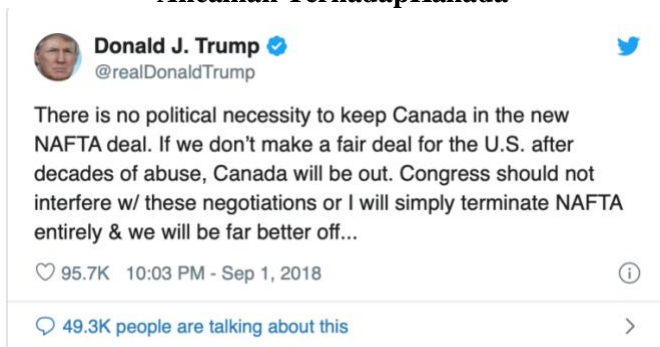 Ancaman TerhadapKanada
Donald J. Trump
@realDonaldTrump
There is no political necessity to keep Canada in the new
NAFTA deal. If we don’t make a fair deal for the U.S. after
decades of abuse, Canada will be out. Congress should not
interfere w/ these negotiations or I will simply terminate NAFTA
entirely & we will be far better off...
95.7K 10:03 PM - Sep 1, 2018
49.3K people are talking about this